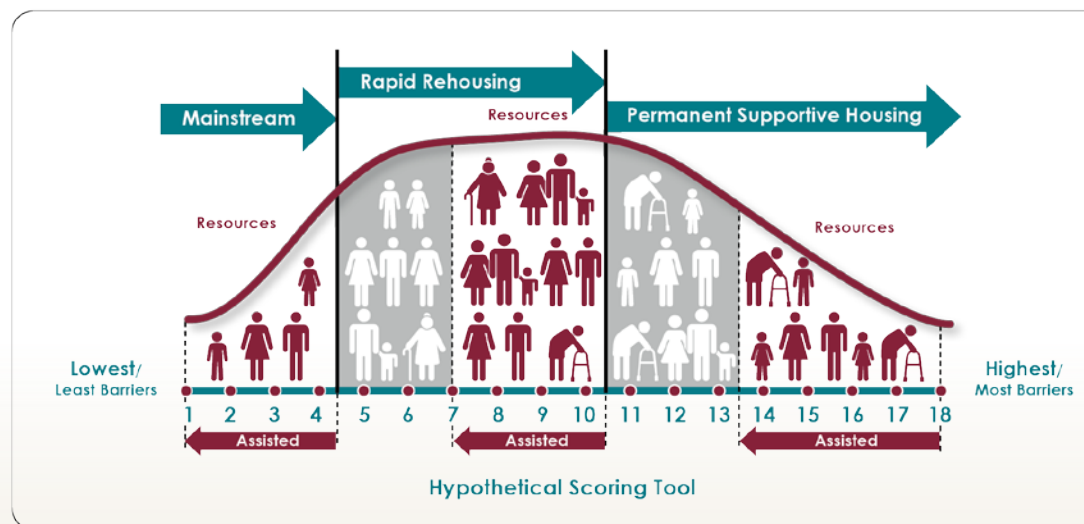 Rapid Rehousing
Mainstream
Resources
Permanent Supportive Housing
Resources
Resources
Lowest/
Least Barriers
Highest/
Most Barriers
1 2 3 4 5 6 7 8 9 10 11 12 13 14 15 16 17 18
Assisted Assisted Assisted
Hypothetical Scoring Tool